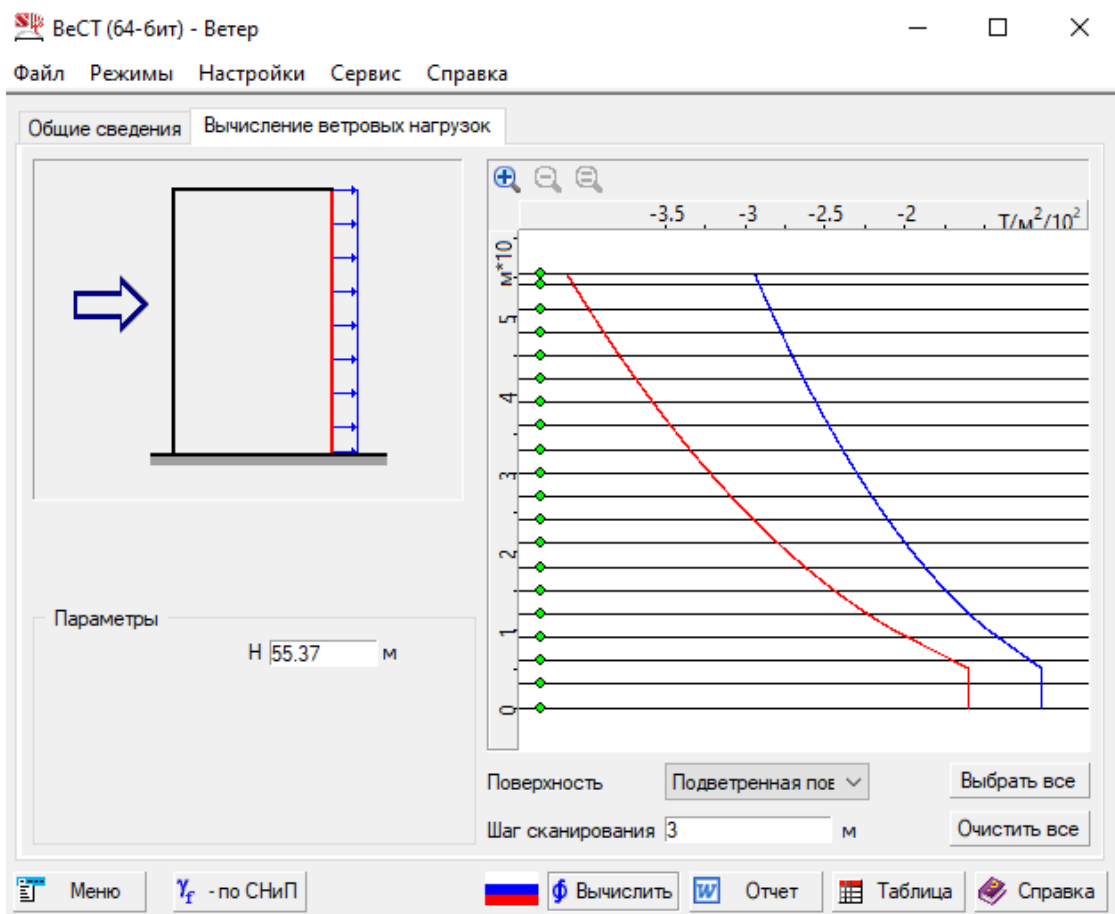 ВеСТ (64-бит) - Ветер
Файл Режимы Настройки Сервис Справка
Общие сведения Вычисление ветровых нагрузок
-3.5 -3 -2.5 -2 Т/м²/10²
м*10
5
4
3
2
1
0
Параметры
H 55.37 м
Поверхность Подветренная пов Выбрать все
Шаг сканирования 3 м Очистить все
Меню γf - по СНиП Вычислить W Отчет Таблица Справка